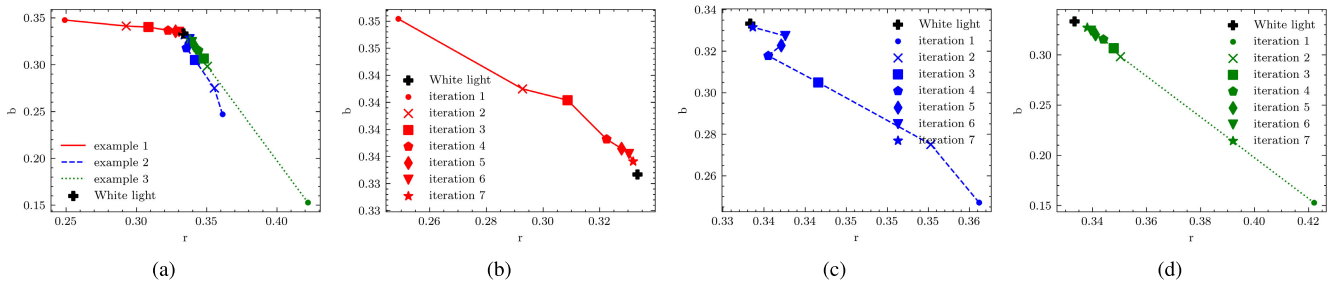 0.35
0.30
0.25
0.20
0.15
b
example 1
example 2
example 3
White light
0.25
0.30
0.35
0.40
r
(a)
0.35
0.35
0.34
0.34
0.34
0.33
0.33
b
White light
iteration 1
iteration 2
iteration 3
iteration 4
iteration 5
iteration 6
iteration 7
0.26
0.28
0.30
0.32
r
(b)
0.34
0.32
0.30
0.28
0.26
b
White light
iteration 1
iteration 2
iteration 3
iteration 4
iteration 5
iteration 6
iteration 7
0.33
0.34
0.34
0.35
0.35
0.36
r
(c)
0.30
0.25
0.20
0.15
b
White light
iteration 1
iteration 2
iteration 3
iteration 4
iteration 5
iteration 6
iteration 7
0.34
0.36
0.38
0.40
0.42
r
(d)